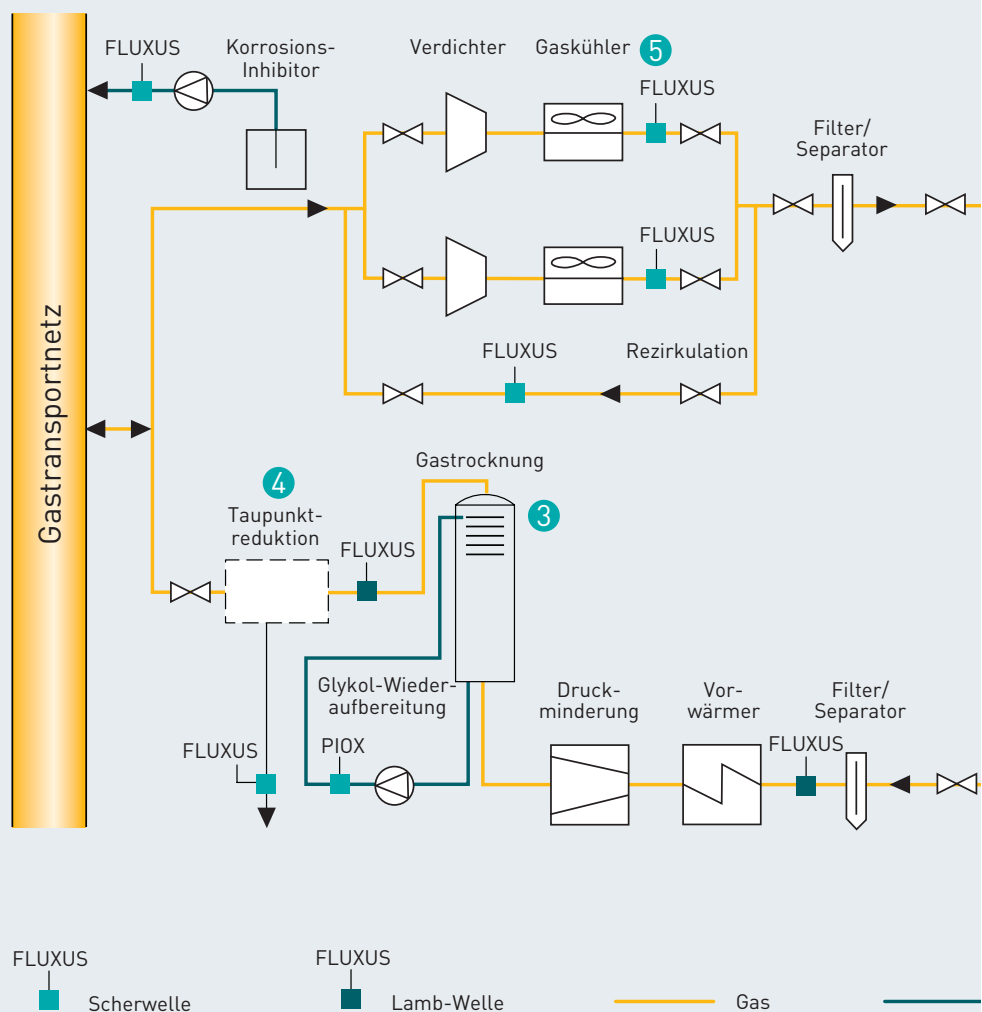 FLUXUS
Korrosions-
Inhibitor
Verdichter
Gaskühler
5
FLUXUS
Filter/
Separator
FLUXUS
FLUXUS
Rezirkulation
Gastransportnetz
Gastrocknung
4
3
Taupunkt-
reduktion
FLUXUS
Glykol-Wieder-
aufbereitung
Druck-
minderung
Vor-
wärmer
Filter/
Separator
FLUXUS
PIOX
FLUXUS
FLUXUS
Scherwelle
FLUXUS
Lamb-Welle
Gas